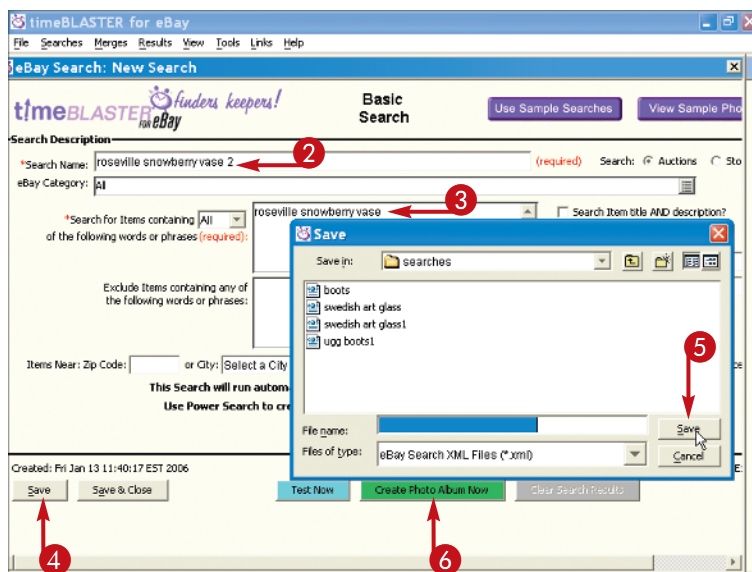 timeBLASTER for eBay
File Searches Merges Results View Tools Links Help
eBay Search: New Search
t!meBLASTER FOR eBay finders keepers!
Basic Search
Use Sample Searches
View Sample Pho
Search Description
*Search Name: roseville snowberry vase 2
2
(required) Search: Auctions Sto
eBay Category: All
*Search for Items containing All
of the following words or phrases (required):
roseville snowberry vase
3
Search Item title AND description?
Exclude Items containing any of
the following words or phrases:
Items Near: Zip Code: or City: Select a City
This Search will run autom
Use Power Search to cre
Save
Save in: searches
boots
swedish art glass
swedish art glass1
ugg boots1
5
File name:
Save
Files of type: eBay Search XML Files (*.xml)
Cancel
Created: Fri Jan 13 11:40:17 EST 2006
E:
Save
Save & Close
Test Now
Create Photo Album Now
Clear Search Results
4
6